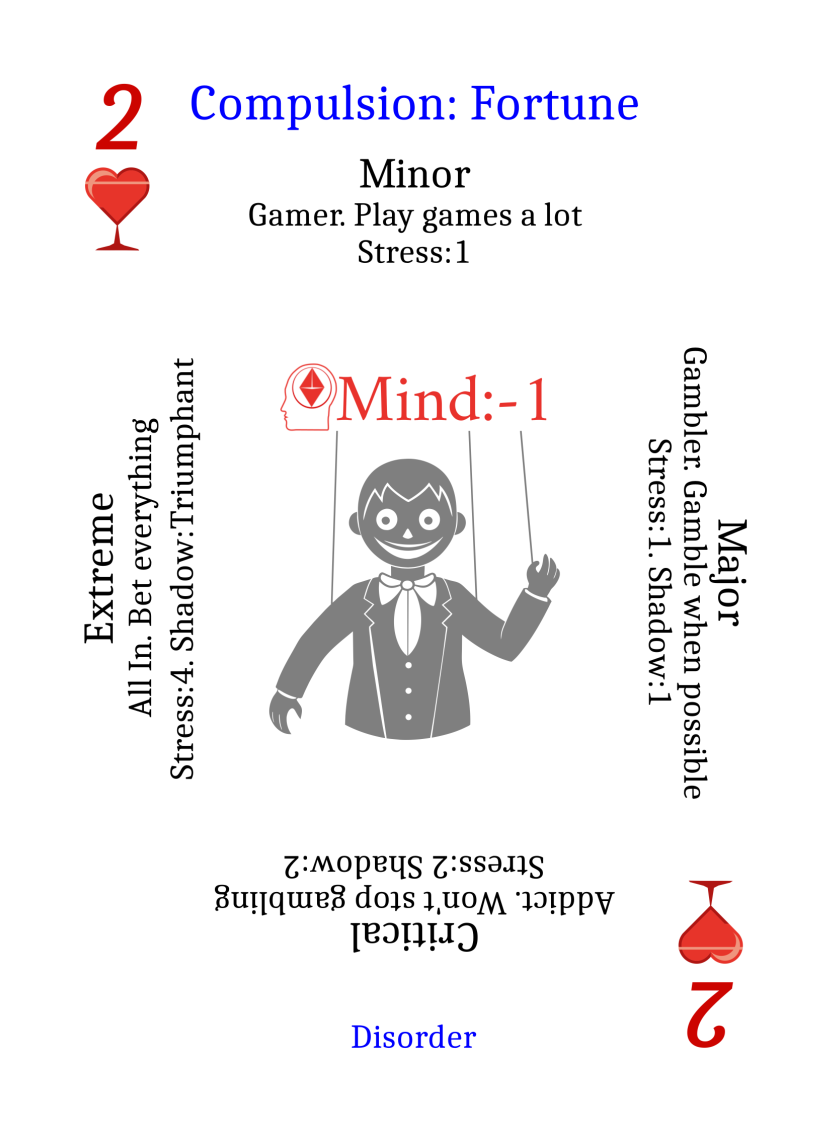 2
Compulsion: Fortune
Minor
Gamer. Play games a lot
Stress:1
Mind:-1
Major
Gambler. Gamble when possible
Stress:1. Shadow:1
Critical
Addict. Won't stop gambling
Stress:2 Shadow:2
Extreme
All In. Bet everything
Stress:4. Shadow:Triumphant
Disorder
2